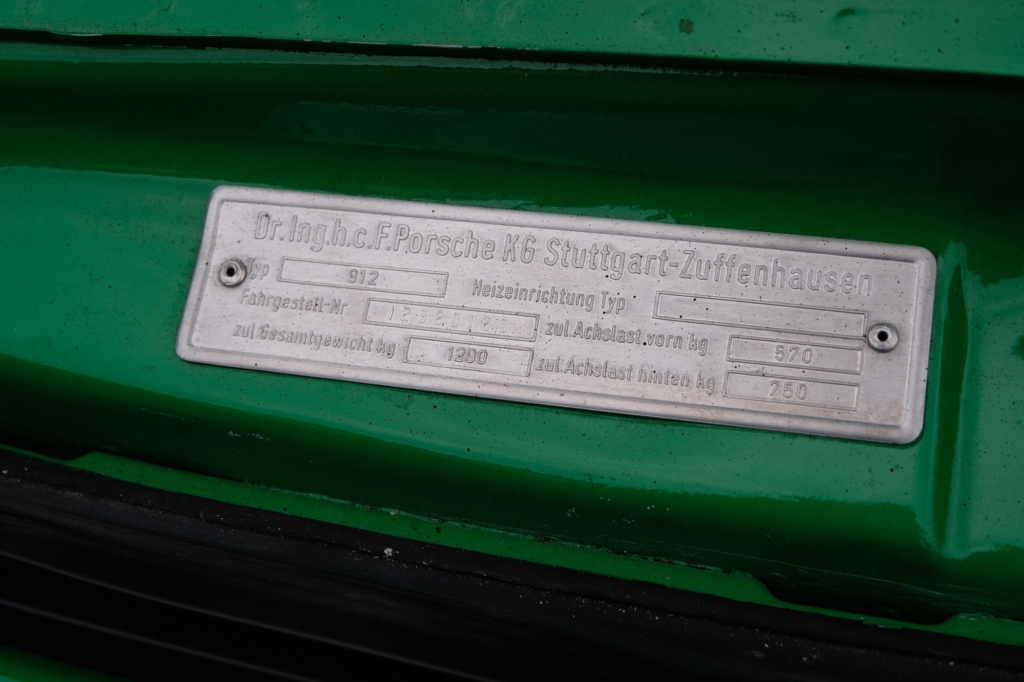 Dr.Ing.h.c.F.Porsche KG Stuttgart-Zuffenhausen
Typ 912 Heizeinrichtung Typ
Fahrgestell-Nr. zul.Achslast vorn kg 570
zul.Gesamtgewicht kg 1290 zul.Achslast hinten kg 750